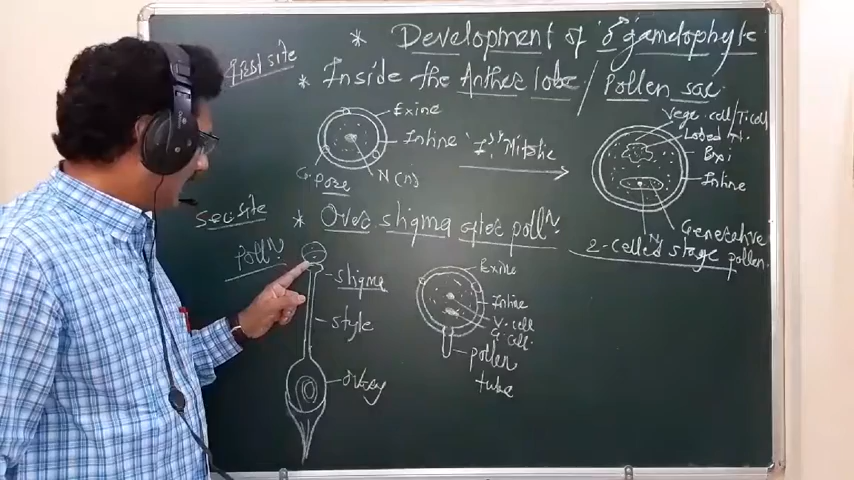 * Development of ♂ gametophyte
First site
* Inside the Anther lobe / Pollen sac
Exine
Intine
G. pore
N(n)
Ist Mitotic
Vege. cell/T. cell
Lobed N.
Exi
Intine
Generative
N
2-celled stage pollen
Sec. site
* Over stigma after polln
Polln
stigma
style
ovary
Exine
Intine
V. cell
G. cell
pollen
tube